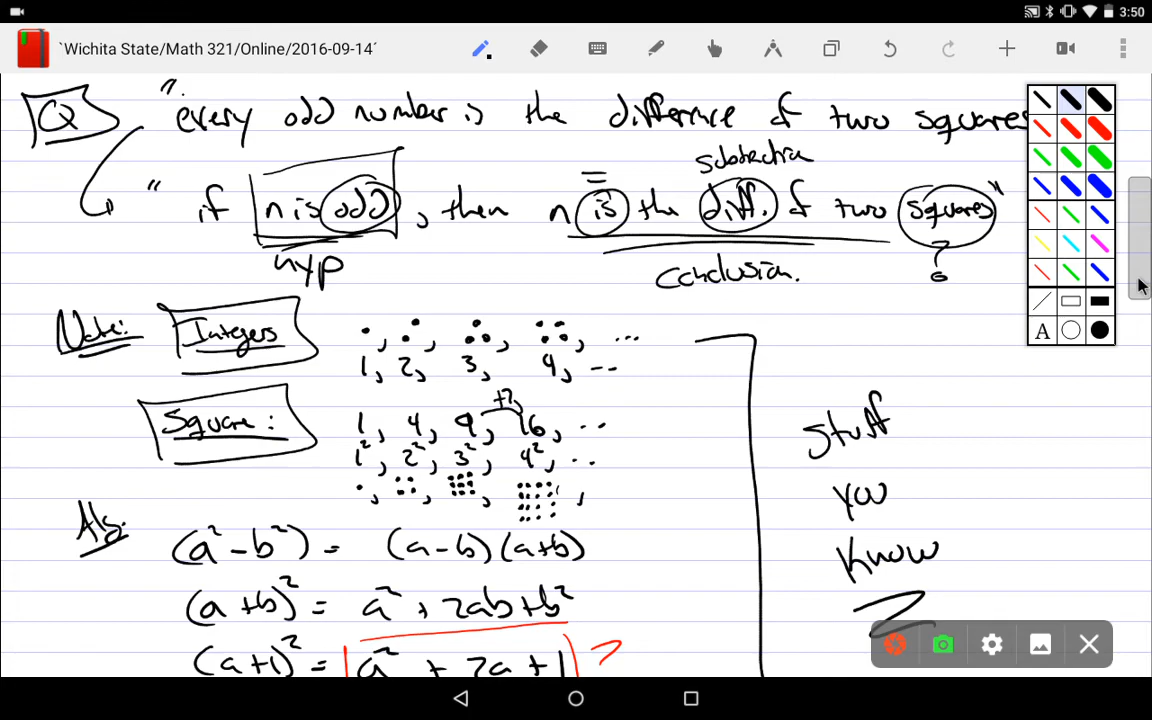 3:50
`Wichita State/Math 321/Online/2016-09-14´
Q " every odd number is the difference of two squares
" if n is odd, then n is the diff. of two squares "
=
subtraction
hyp
conclusion.
?
Note: Integers
1, 2, 3, 4, ...
Square: 1, 4, 9, 16, ...
+7
1², 2², 3², 4², ...
Alg: (a² - b²) = (a-b)(a+b)
(a+b)² = a² + 2ab + b²
(a+1)² = a² + 2a + 1 ?
stuff
you
know
A